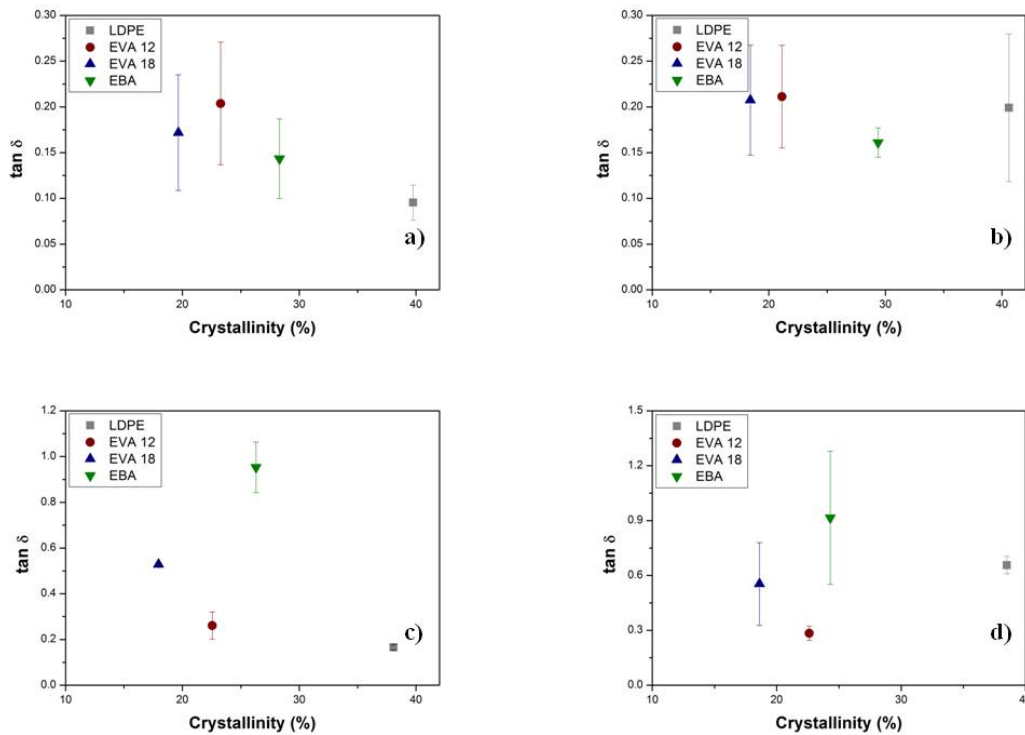 0.30
0.25
0.20
0.15
0.10
0.05
0.00
tan δ
LDPE
EVA 12
EVA 18
EBA
a)
10 20 30 40
Crystallinity (%)
0.30
0.25
0.20
0.15
0.10
0.05
0.00
tan δ
LDPE
EVA 12
EVA 18
EBA
b)
10 20 30 40
Crystallinity (%)
1.2
1.0
0.8
0.6
0.4
0.2
0.0
tan δ
LDPE
EVA 12
EVA 18
EBA
c)
10 20 30 40
Crystallinity (%)
1.5
1.2
0.9
0.6
0.3
0.0
tan δ
LDPE
EVA 12
EVA 18
EBA
d)
10 20 30
Crystallinity (%)